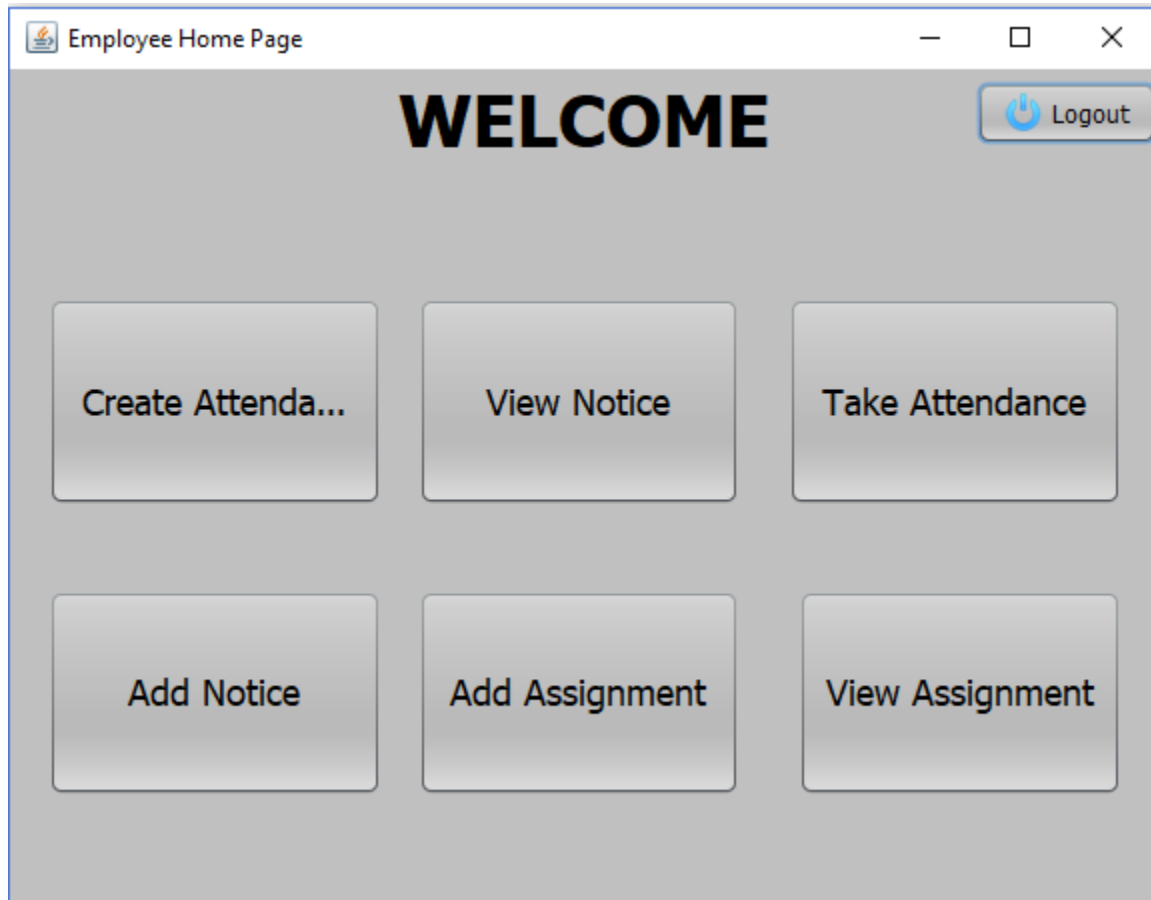 Employee Home Page
WELCOME
Logout
Create Attenda...
View Notice
Take Attendance
Add Notice
Add Assignment
View Assignment